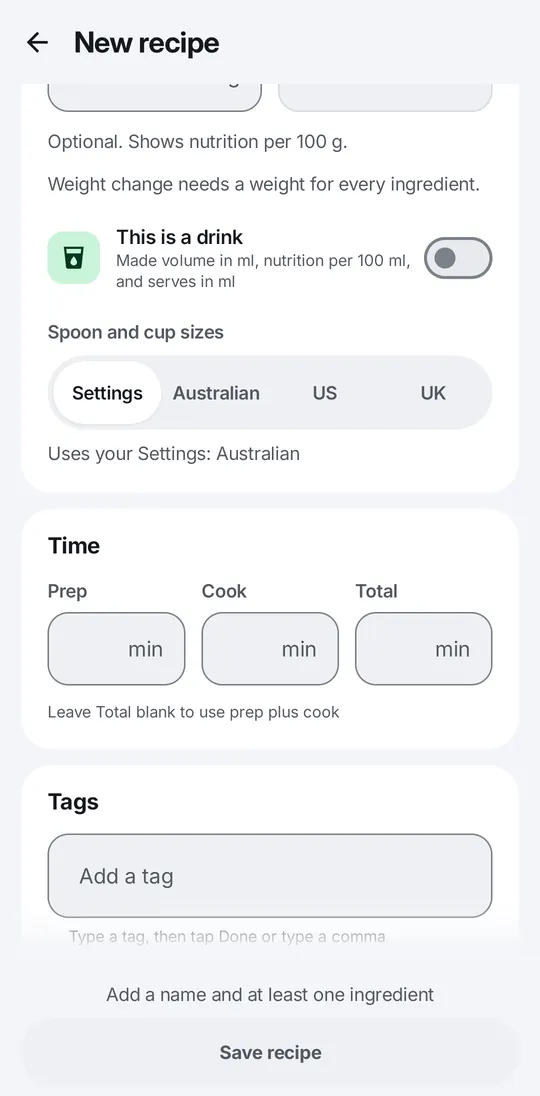 New recipe
Optional. Shows nutrition per 100 g.
Weight change needs a weight for every ingredient.
This is a drink
Made volume in ml, nutrition per 100 ml,
and serves in ml
Spoon and cup sizes
Settings Australian US UK
Uses your Settings: Australian
Time
Prep Cook Total
min min min
Leave Total blank to use prep plus cook
Tags
Add a tag
Type a tag, then tap Done or type a comma
Add a name and at least one ingredient
Save recipe